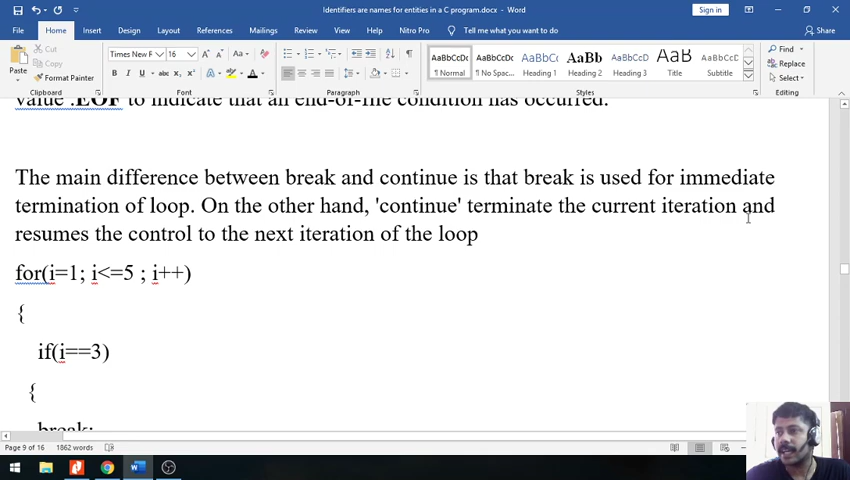 Identifiers are names for entities in a C program.docx - Word
Sign in
File Home Insert Draw Design Layout References Mailings Review View Help Nitro Pro Tell me what you want to do
Paste
Cut
Copy
Format Painter
Clipboard
Times New R 16
Font
Paragraph
AaBbCcDc AaBbCcDc AaBbC AaBb AaBbCcD AaB AaBbCcD
¶ Normal ¶ No Spac... Heading 1 Heading 2 Heading 3 Title Subtitle
Styles
Find
Replace
Select
Editing
value .EOF to indicate that an end-of-file condition has occurred.
The main difference between break and continue is that break is used for immediate
termination of loop. On the other hand, 'continue' terminate the current iteration and
resumes the control to the next iteration of the loop
for(i=1; i<=5 ; i++)
{
if(i==3)
{
break;
Page 9 of 16 1862 words